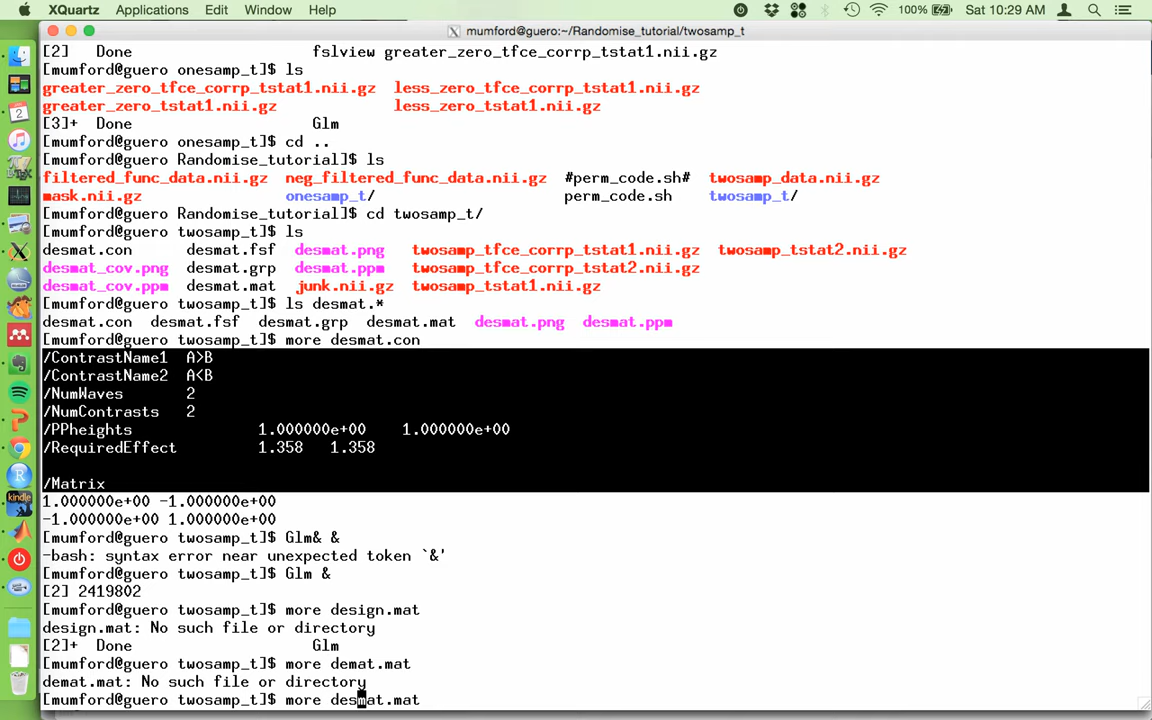 XQuartz Applications Edit Window Help 100% Sat 10:29 AM
mumford@guero:~/Randomise_tutorial/twosamp_t
[2] Done fslview greater_zero_tfce_corrp_tstat1.nii.gz
[mumford@guero onesamp_t]$ ls
greater_zero_tfce_corrp_tstat1.nii.gz less_zero_tfce_corrp_tstat1.nii.gz
greater_zero_tstat1.nii.gz less_zero_tstat1.nii.gz
[3]+ Done Glm
[mumford@guero onesamp_t]$ cd ..
[mumford@guero Randomise_tutorial]$ ls
filtered_func_data.nii.gz neg_filtered_func_data.nii.gz #perm_code.sh# twosamp_data.nii.gz
mask.nii.gz onesamp_t/ perm_code.sh twosamp_t/
[mumford@guero Randomise_tutorial]$ cd twosamp_t/
[mumford@guero twosamp_t]$ ls
desmat.con desmat.fsf desmat.png twosamp_tfce_corrp_tstat1.nii.gz twosamp_tstat2.nii.gz
desmat_cov.png desmat.grp desmat.ppm twosamp_tfce_corrp_tstat2.nii.gz
desmat_cov.ppm desmat.mat junk.nii.gz twosamp_tstat1.nii.gz
[mumford@guero twosamp_t]$ ls desmat.*
desmat.con desmat.fsf desmat.grp desmat.mat desmat.png desmat.ppm
[mumford@guero twosamp_t]$ more desmat.con
/ContrastName1 A>B
/ContrastName2 A<B
/NumWaves 2
/NumContrasts 2
/PPheights 1.000000e+00 1.000000e+00
/RequiredEffect 1.358 1.358
/Matrix
1.000000e+00 -1.000000e+00
-1.000000e+00 1.000000e+00
[mumford@guero twosamp_t]$ Glm& &
-bash: syntax error near unexpected token `&'
[mumford@guero twosamp_t]$ Glm &
[2] 2419802
[mumford@guero twosamp_t]$ more design.mat
design.mat: No such file or directory
[2]+ Done Glm
[mumford@guero twosamp_t]$ more demat.mat
demat.mat: No such file or directory
[mumford@guero twosamp_t]$ more desmat.mat